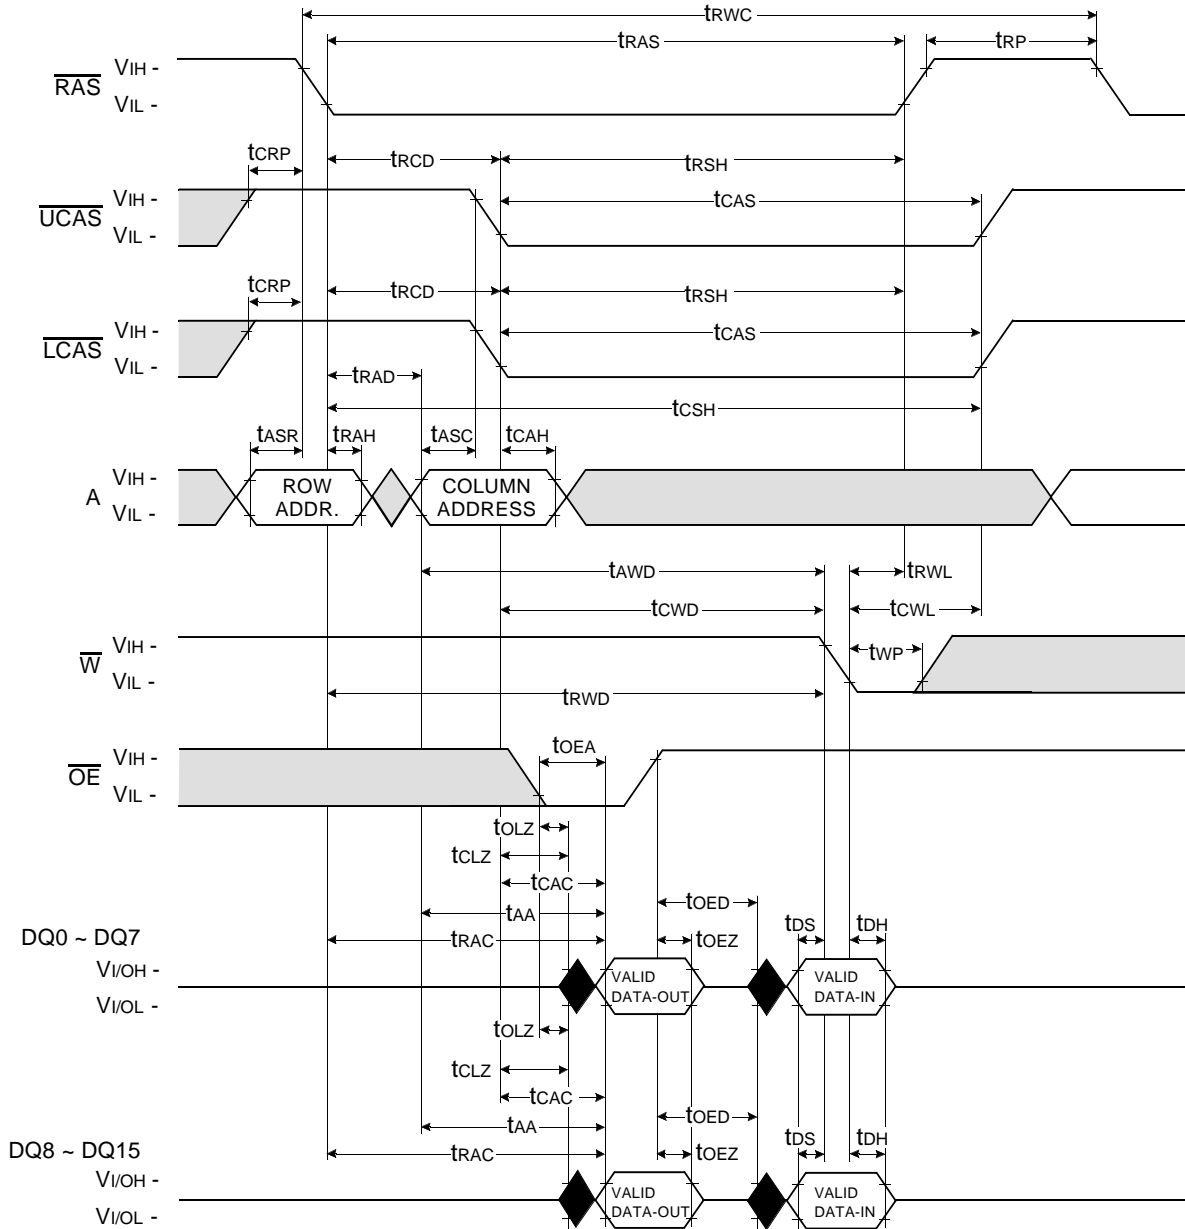 tRWC
tRAS
tRP
RAS
VIH -
VIL -
tCRP
tRCD
tRSH
UCAS
VIH -
VIL -
tCAS
tCRP
tRCD
tRSH
LCAS
VIH -
VIL -
tCAS
tRAD
tCSH
tASR
tRAH
tASC
tCAH
A
VIH -
VIL -
ROW
ADDR.
COLUMN
ADDRESS
tAWD
tRWL
tCWD
tCWL
W
VIH -
VIL -
tWP
tRWD
OE
VIH -
VIL -
tOEA
tOLZ
tCLZ
tCAC
tAA
tOED
tRAC
tOEZ
tDS
tDH
DQ0 ~ DQ7
VI/OH -
VI/OL -
VALID
DATA-OUT
VALID
DATA-IN
tOLZ
tCLZ
tCAC
tAA
tOED
tRAC
tOEZ
tDS
tDH
DQ8 ~ DQ15
VI/OH -
VI/OL -
VALID
DATA-OUT
VALID
DATA-IN